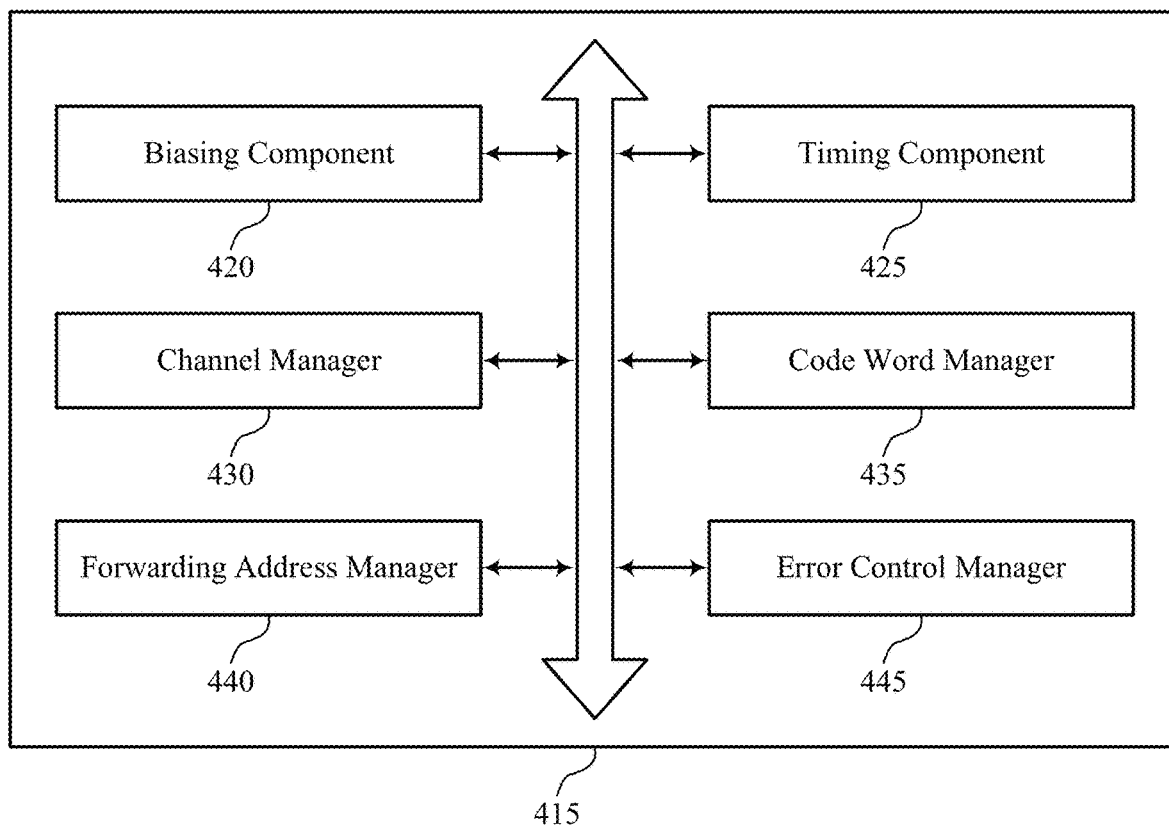 Biasing Component
Timing Component
420
425
Channel Manager
Code Word Manager
430
435
Forwarding Address Manager
Error Control Manager
440
445
415